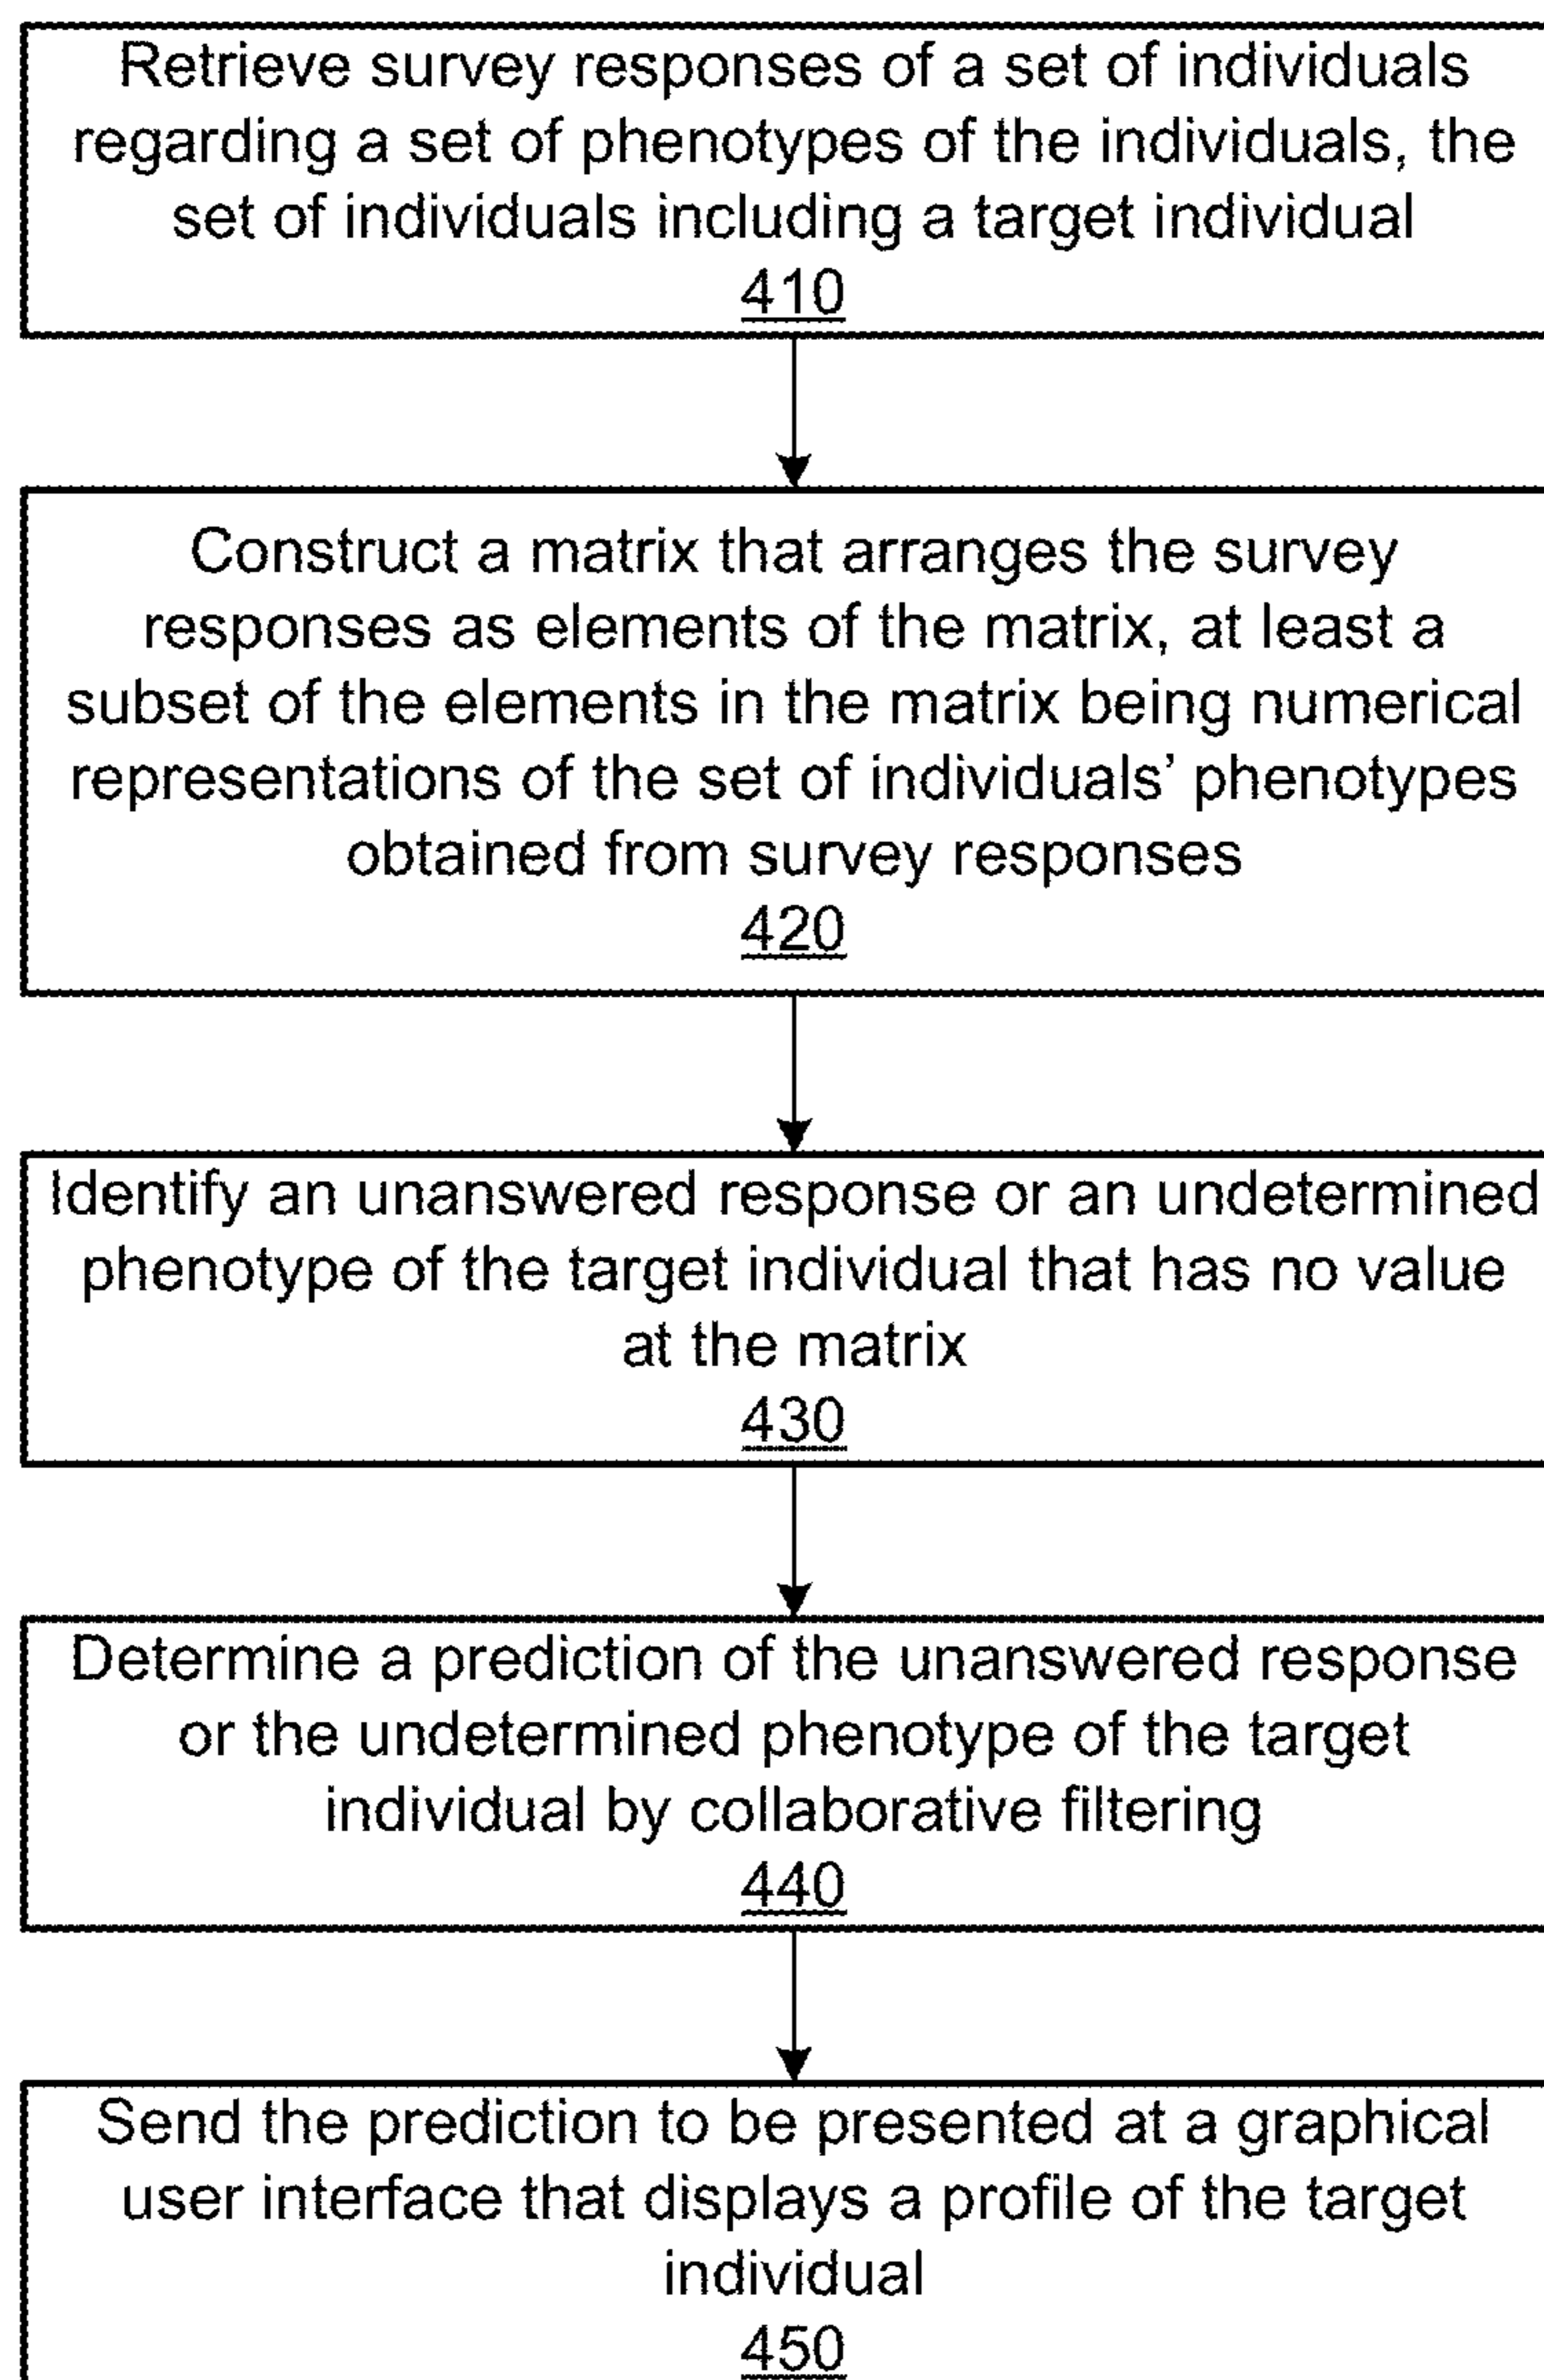 Retrieve survey responses of a set of individuals
regarding a set of phenotypes of the individuals, the
set of individuals including a target individual
410
Construct a matrix that arranges the survey
responses as elements of the matrix, at least a
subset of the elements in the matrix being numerical
representations of the set of individuals’ phenotypes
obtained from survey responses
420
Identify an unanswered response or an undetermined
phenotype of the target individual that has no value
at the matrix
430
Determine a prediction of the unanswered response
or the undetermined phenotype of the target
individual by collaborative filtering
440
Send the prediction to be presented at a graphical
user interface that displays a profile of the target
individual
450